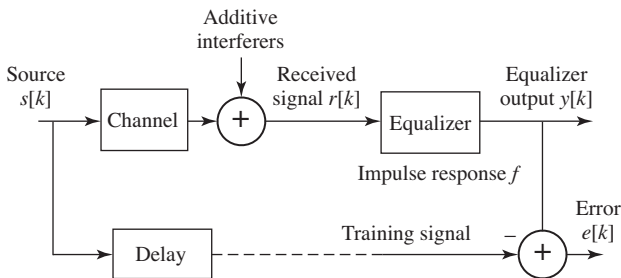 Additive
interferers
Source
s[k]
Received
signal r[k]
Equalizer
output y[k]
Channel
+
Equalizer
Impulse response f
Error
e[k]
Training signal
–
Delay
+